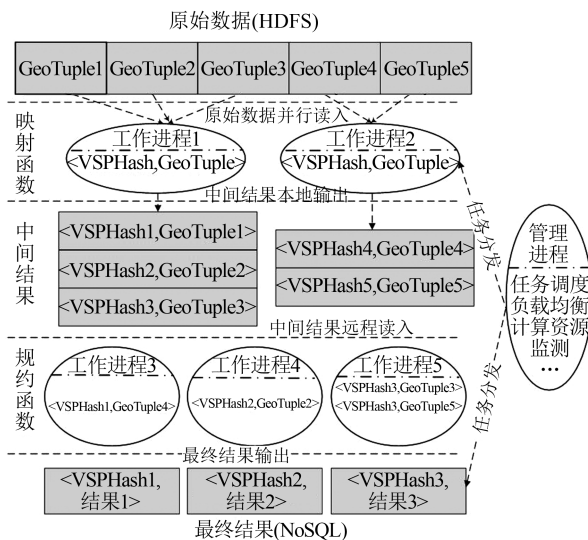 原始数据(HDFS)
GeoTuple1 GeoTuple2 GeoTuple3 GeoTuple4 GeoTuple5
原始数据并行读入
映射函数
工作进程1
<VSPHash,GeoTuple>
工作进程2
<VSPHash,GeoTuple>
中间结果本地输出
中间结果
<VSPHash1,GeoTuple1>
<VSPHash2,GeoTuple2>
<VSPHash3,GeoTuple3>
<VSPHash4,GeoTuple4>
<VSPHash5,GeoTuple5>
任务分发
管理
进程
任务调度
负载均衡
计算资源
监测
...
中间结果远程读入
规约函数
工作进程3
<VSPHash1,GeoTuple4>
工作进程4
<VSPHash2,GeoTuple2>
工作进程5
<VSPHash3,GeoTuple3>
<VSPHash3,GeoTuple5>
任务分发
最终结果输出
<VSPHash1,
结果1>
<VSPHash2,
结果2>
<VSPHash3,
结果3>
最终结果(NoSQL)